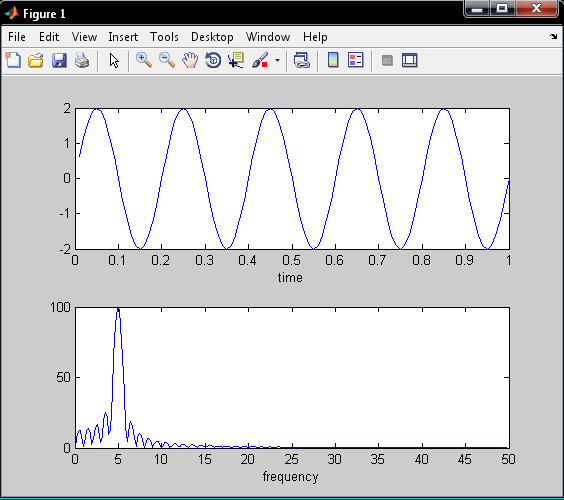 Figure 1
File Edit View Insert Tools Desktop Window Help
2
1
0
-1
-2
0 0.1 0.2 0.3 0.4 0.5 0.6 0.7 0.8 0.9 1
time
100
50
0
0 5 10 15 20 25 30 35 40 45 50
frequency